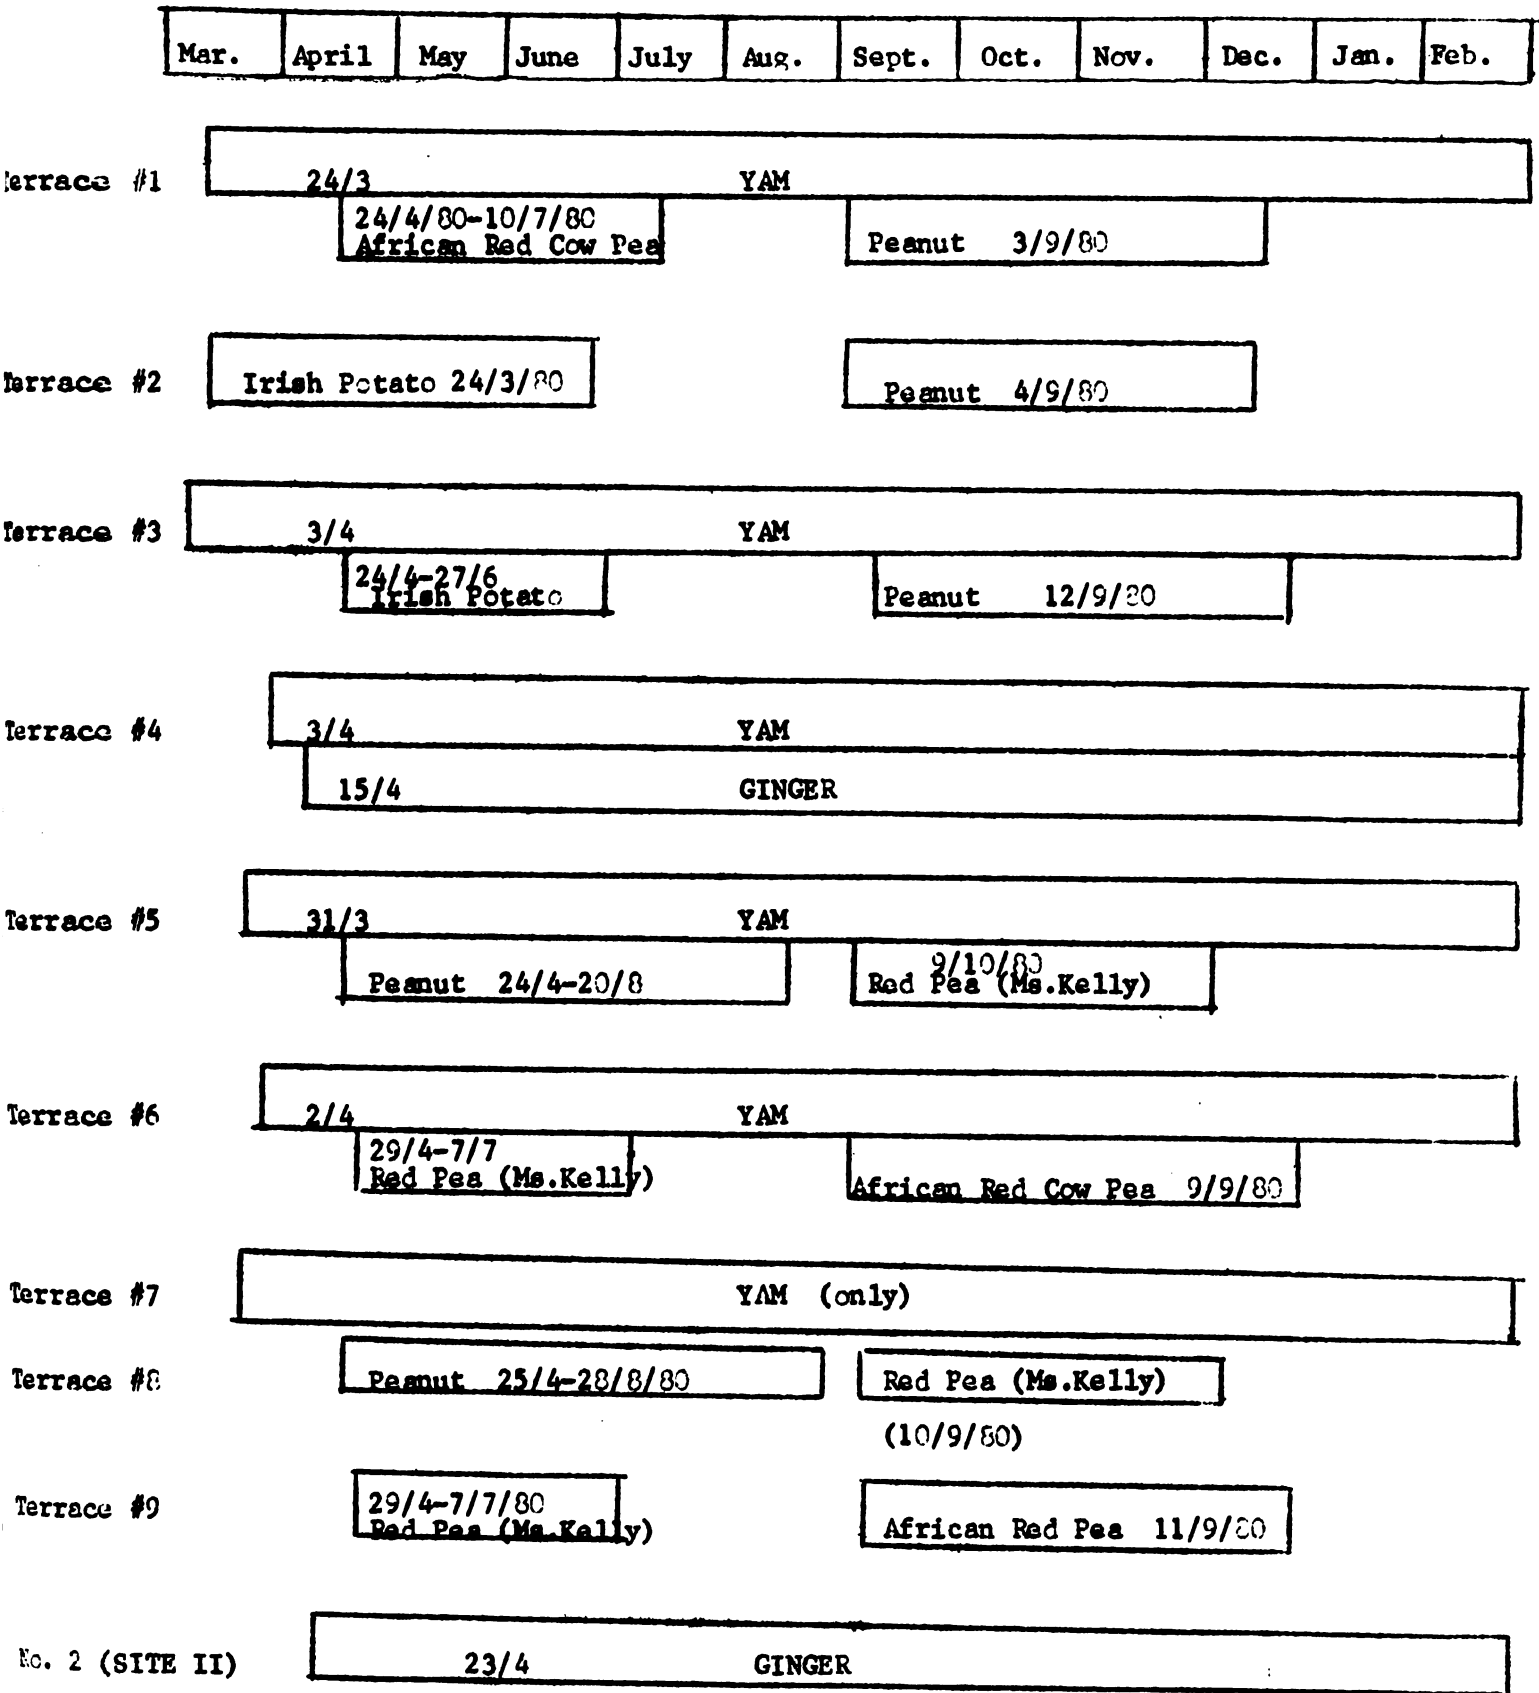 Mar. April May June July Aug. Sept. Oct. Nov. Dec. Jan. Feb.
Terrace #1
24/3 YAM
24/4/80-10/7/80
African Red Cow Pea
Peanut 3/9/80
Terrace #2
Irish Potato 24/3/80
Peanut 4/9/80
Terrace #3
3/4 YAM
24/4-27/6
Irish Potato
Peanut 12/9/80
Terrace #4
3/4 YAM
15/4 GINGER
Terrace #5
31/3 YAM
Peanut 24/4-20/8
9/10/80
Red Pea (Ms.Kelly)
Terrace #6
2/4 YAM
29/4-7/7
Red Pea (Ms.Kelly)
African Red Cow Pea 9/9/80
Terrace #7
YAM (only)
Terrace #8
Peanut 25/4-28/8/80
Red Pea (Ms.Kelly)
(10/9/80)
Terrace #9
29/4-7/7/80
Red Pea (Ms.Kelly)
African Red Pea 11/9/80
No. 2 (SITE II)
23/4 GINGER